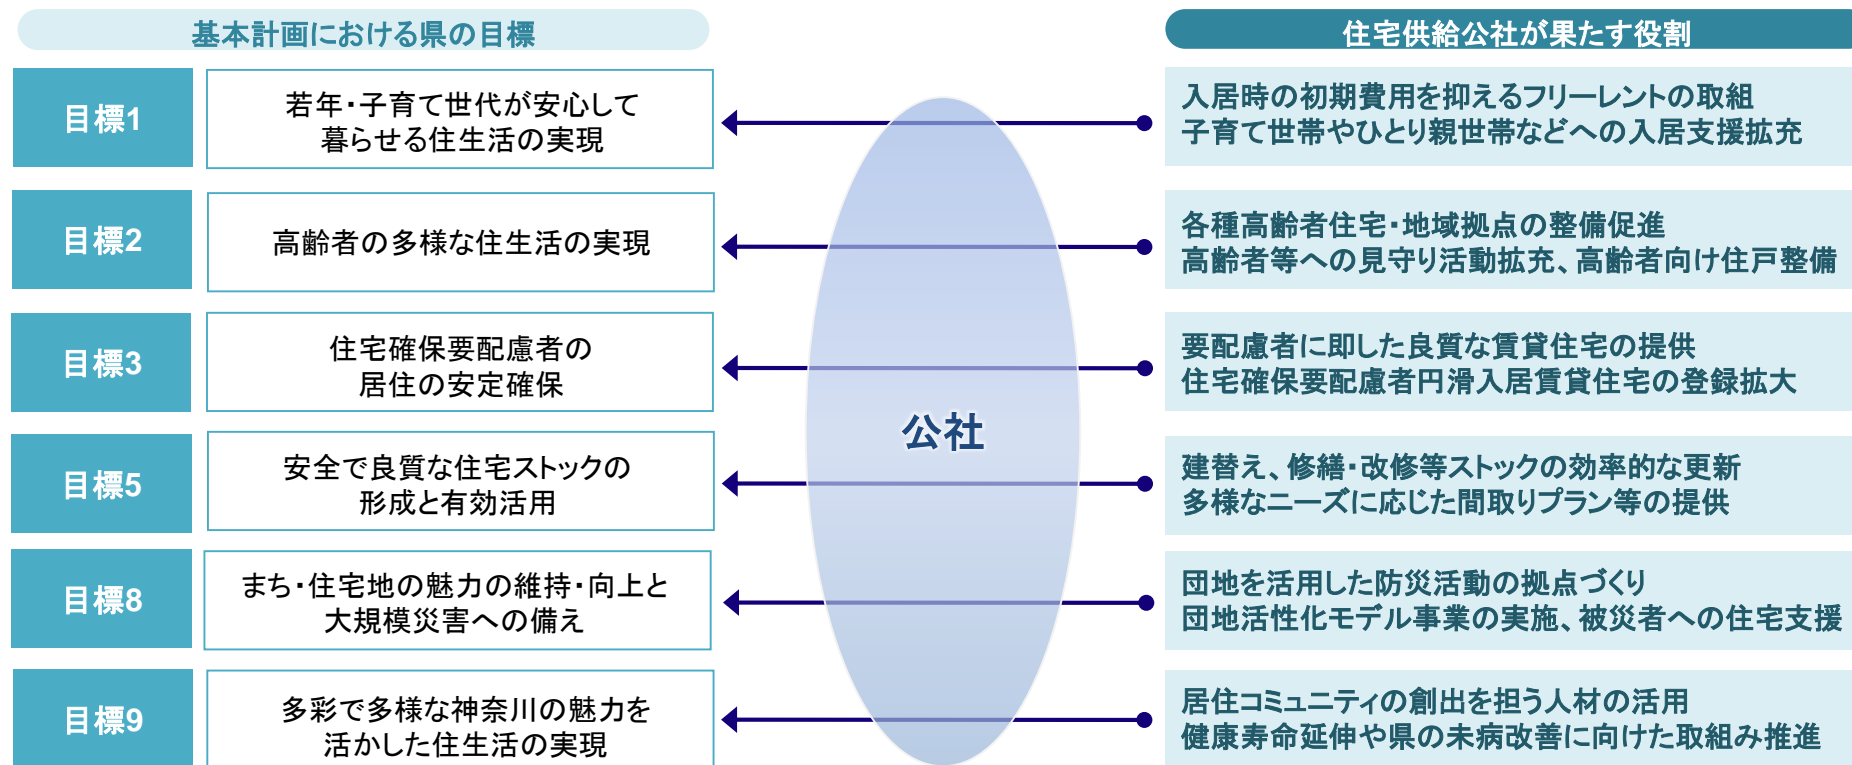 基本計画における県の目標
住宅供給公社が果たす役割
目標1
若年・子育て世代が安心して
暮らせる住生活の実現
入居時の初期費用を抑えるフリーレントの取組
子育て世帯やひとり親世帯などへの入居支援拡充
目標2
高齢者の多様な住生活の実現
各種高齢者住宅・地域拠点の整備促進
高齢者等への見守り活動拡充、高齢者向け住戸整備
目標3
住宅確保要配慮者の
居住の安定確保
要配慮者に即した良質な賃貸住宅の提供
住宅確保要配慮者円滑入居賃貸住宅の登録拡大
公社
目標5
安全で良質な住宅ストックの
形成と有効活用
建替え、修繕・改修等ストックの効率的な更新
多様なニーズに応じた間取りプラン等の提供
目標8
まち・住宅地の魅力の維持・向上と
大規模災害への備え
団地を活用した防災活動の拠点づくり
団地活性化モデル事業の実施、被災者への住宅支援
目標9
多彩で多様な神奈川の魅力を
活かした住生活の実現
居住コミュニティの創出を担う人材の活用
健康寿命延伸や県の未病改善に向けた取組み推進